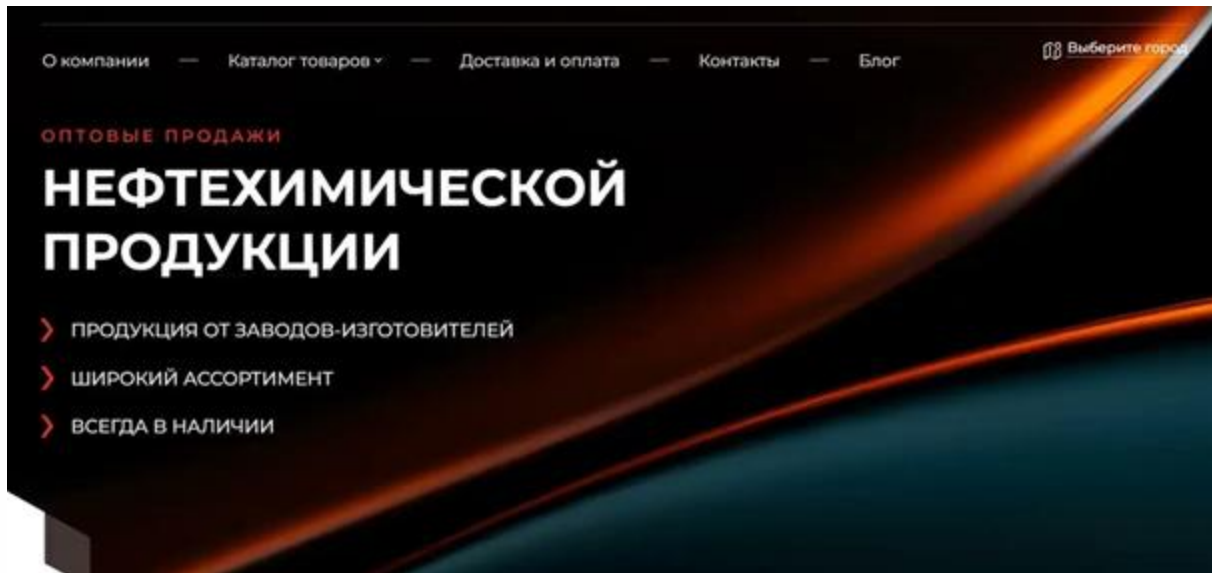 О компании — Каталог товаров — Доставка и оплата — Контакты — Блог
Выберите город
ОПТОВЫЕ ПРОДАЖИ
НЕФТЕХИМИЧЕСКОЙ
ПРОДУКЦИИ
ПРОДУКЦИЯ ОТ ЗАВОДОВ-ИЗГОТОВИТЕЛЕЙ
ШИРОКИЙ АССОРТИМЕНТ
ВСЕГДА В НАЛИЧИИ